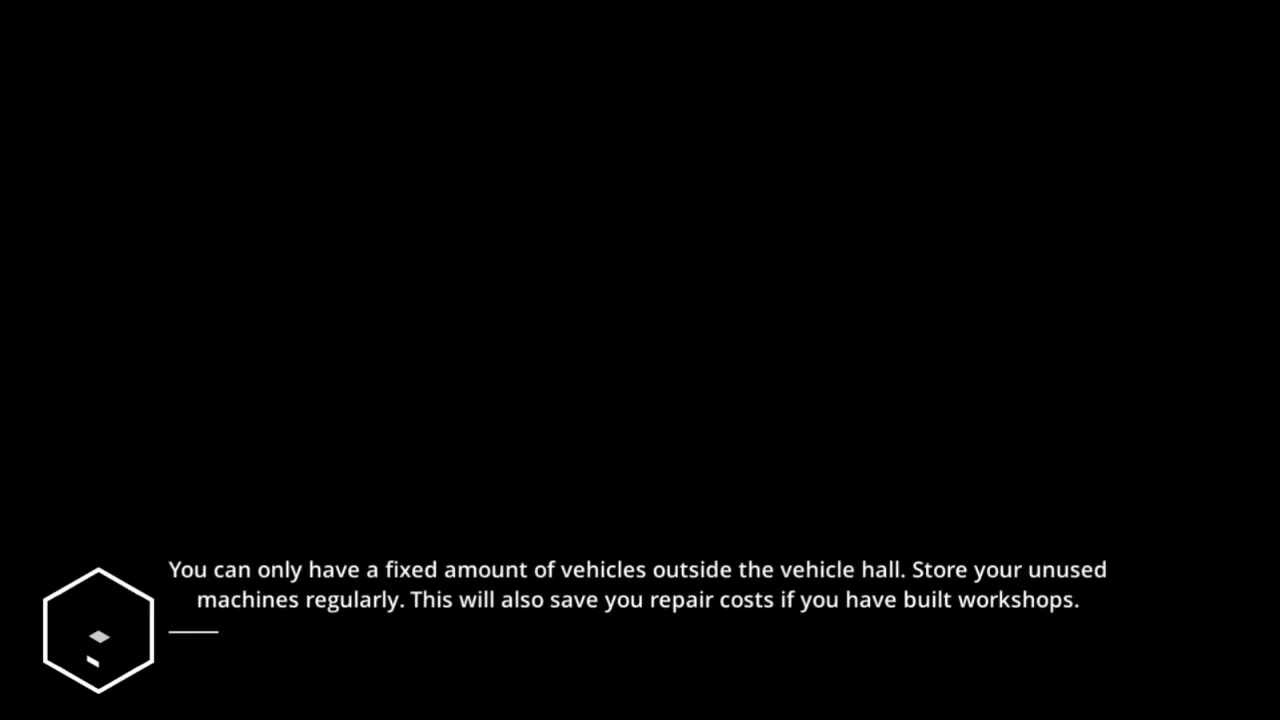 You can only have a fixed amount of vehicles outside the vehicle hall. Store your unused
machines regularly. This will also save you repair costs if you have built workshops.